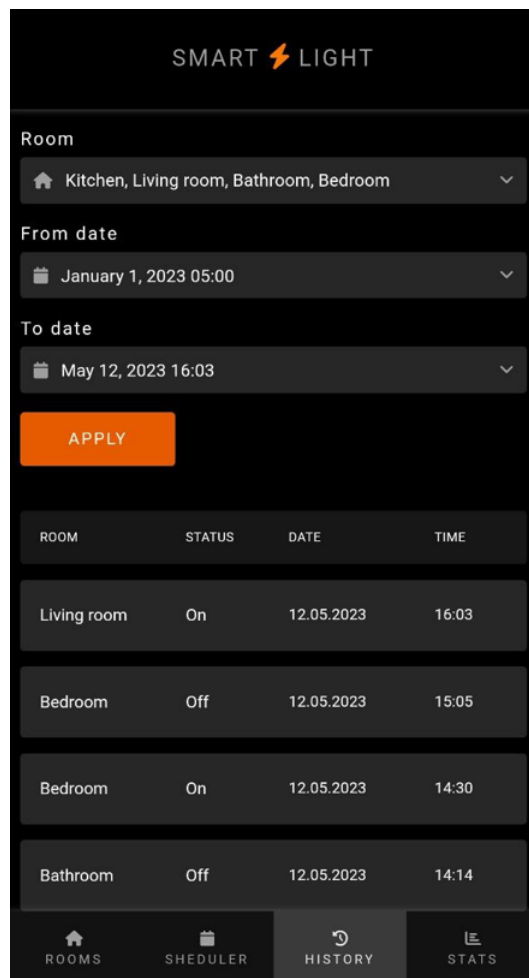 SMART LIGHT
Room
Kitchen, Living room, Bathroom, Bedroom
From date
January 1, 2023 05:00
To date
May 12, 2023 16:03
APPLY
ROOM STATUS DATE TIME
Living room On 12.05.2023 16:03
Bedroom Off 12.05.2023 15:05
Bedroom On 12.05.2023 14:30
Bathroom Off 12.05.2023 14:14
ROOMS SHEDULER HISTORY STATS